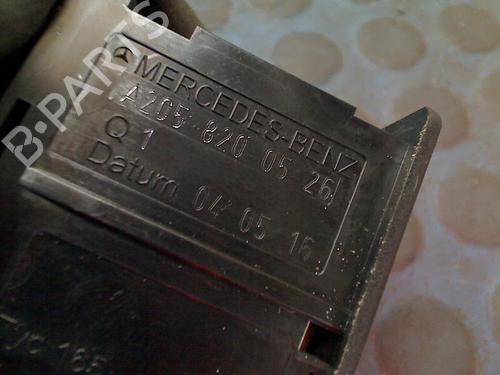 MERCEDES-BENZ
A205 820 05 26
Q 1
Datum 04 05 15
B-PARTS